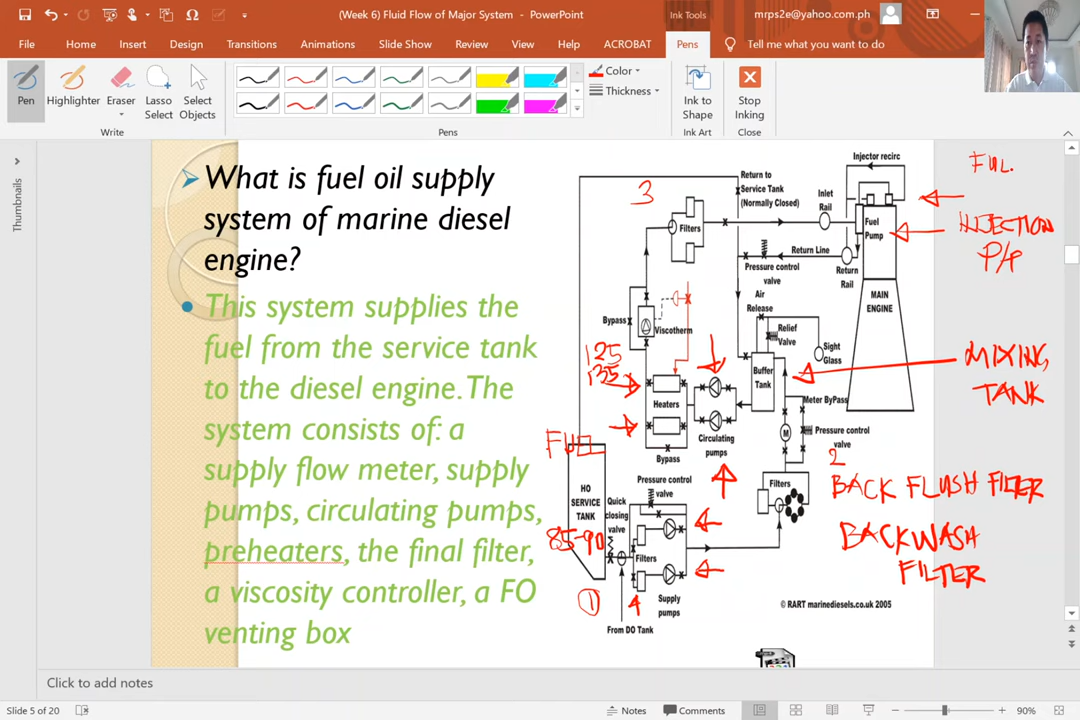 (Week 6) Fluid Flow of Major System - PowerPoint
Ink Tools
mrps2e@yahoo.com.ph
File Home Insert Design Transitions Animations Slide Show Review View Help ACROBAT Pens Tell me what you want to do
Pen
Highlighter
Eraser
Lasso Select
Select Objects
Color
Thickness
Ink to Shape
Stop Inking
Write
Pens
Ink Art
Close
Thumbnails
What is fuel oil supply
system of marine diesel
engine?
This system supplies the
fuel from the service tank
to the diesel engine. The
system consists of: a
supply flow meter, supply
pumps, circulating pumps,
preheaters, the final filter,
a viscosity controller, a FO
venting box
Injector recirc
FUL.
3
Return to
Service Tank
(Normally Closed)
Inlet
Rail
Filters
Fuel
Pump
INJECTION
P/P
Return Line
Pressure control
valve
Return
Rail
Air
Release
MAIN
ENGINE
Bypass
Viscotherm
Relief
Valve
Sight
Glass
125
135
Buffer
Tank
MIXING
TANK
Heaters
Meter ByPass
Circulating
pumps
M
Pressure control
valve
Bypass
FUEL
2
BACK FLUSH FILTER
Pressure control
valve
Filters
HO
SERVICE
TANK
Quick
closing
valve
85-90
BACKWASH
FILTER
Filters
1
4
Supply
pumps
© RART marinediesels.co.uk 2005
From DO Tank
Click to add notes
Slide 5 of 20
Notes
Comments
90%